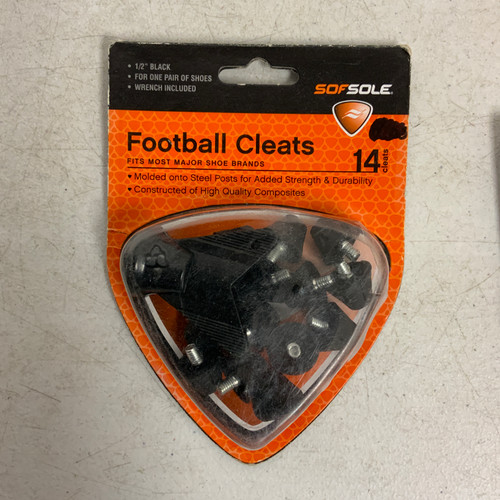 • 1/2" BLACK
• FOR ONE PAIR OF SHOES
• WRENCH INCLUDED
SOFSOLE®
Football Cleats
FITS MOST MAJOR SHOE BRANDS
14 cleats
• Molded onto Steel Posts for Added Strength & Durability
• Constructed of High Quality Composites